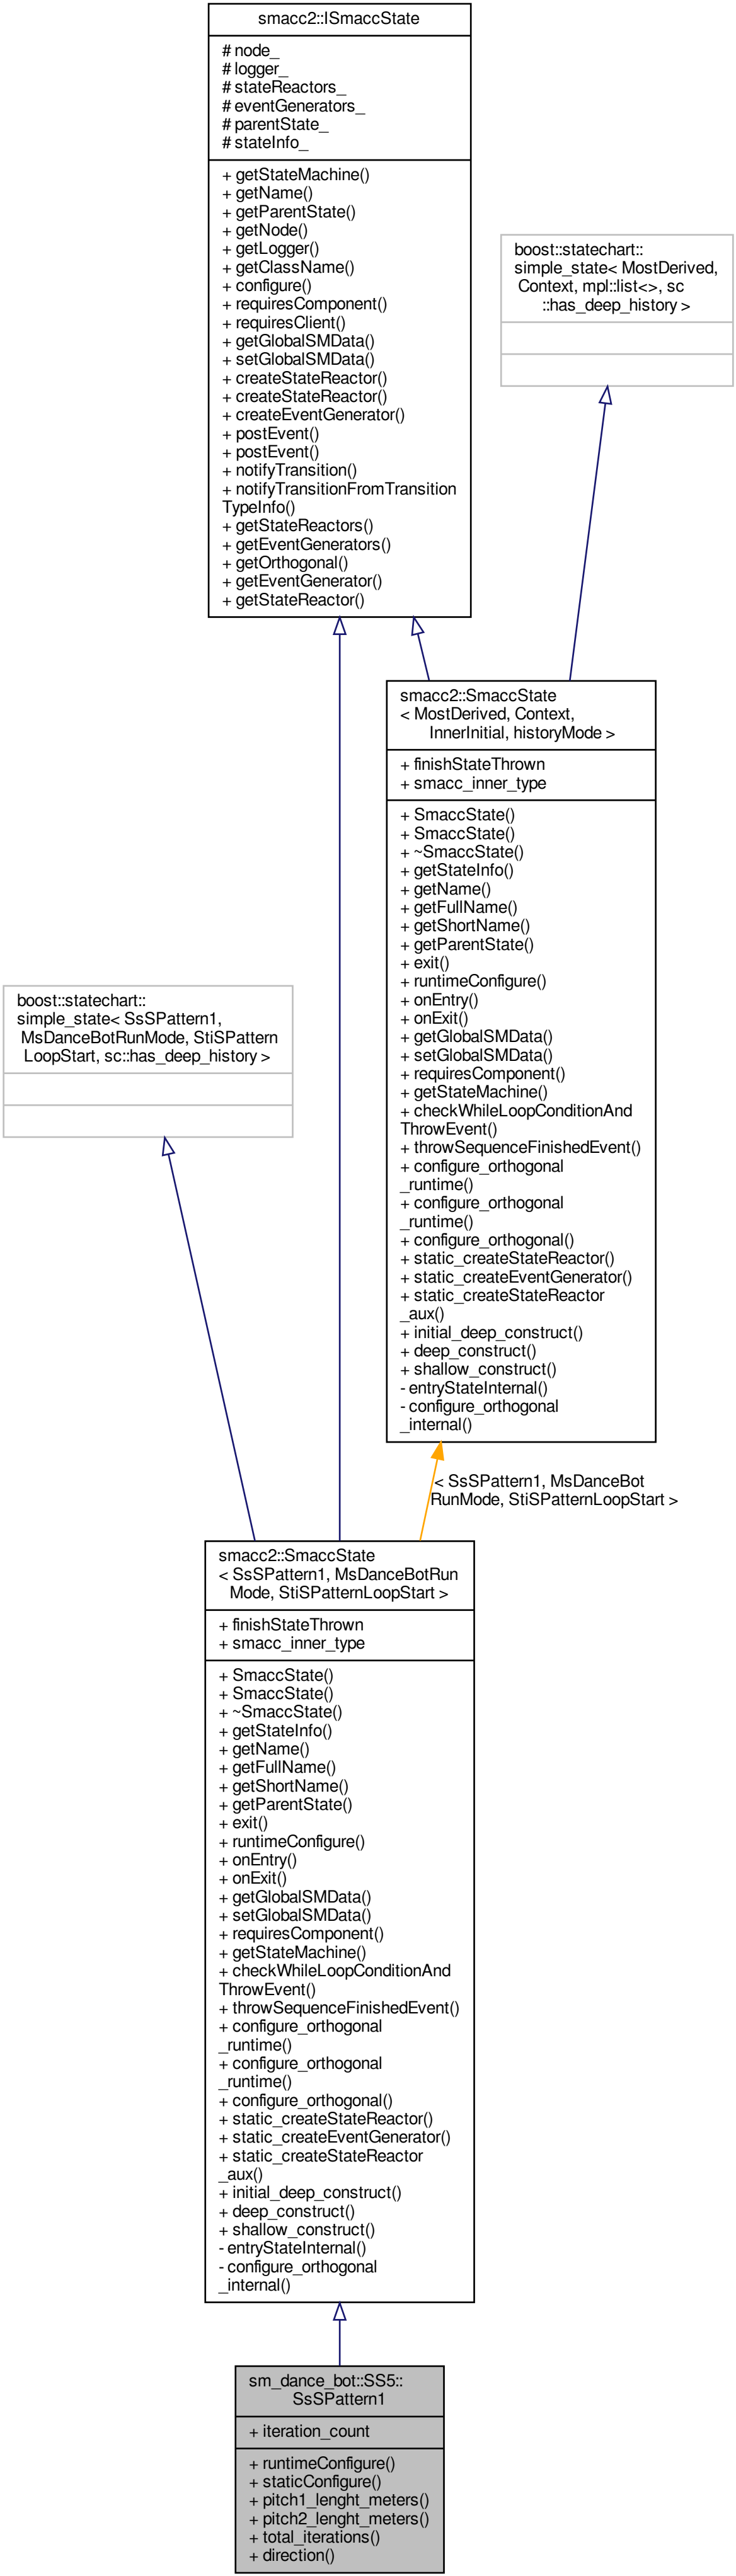 smacc2::ISmaccState
# node_
# logger_
# stateReactors_
# eventGenerators_
# parentState_
# stateInfo_
+ getStateMachine()
+ getName()
+ getParentState()
+ getNode()
+ getLogger()
+ getClassName()
+ configure()
+ requiresComponent()
+ requiresClient()
+ getGlobalSMData()
+ setGlobalSMData()
+ createStateReactor()
+ createStateReactor()
+ createEventGenerator()
+ postEvent()
+ postEvent()
+ notifyTransition()
+ notifyTransitionFromTransition
TypeInfo()
+ getStateReactors()
+ getEventGenerators()
+ getOrthogonal()
+ getEventGenerator()
+ getStateReactor()
boost::statechart::
simple_state< MostDerived,
Context, mpl::list<>, sc
::has_deep_history >
smacc2::SmaccState
< MostDerived, Context,
InnerInitial, historyMode >
+ finishStateThrown
+ smacc_inner_type
+ SmaccState()
+ SmaccState()
+ ~SmaccState()
+ getStateInfo()
+ getName()
+ getFullName()
+ getShortName()
+ getParentState()
+ exit()
+ runtimeConfigure()
+ onEntry()
+ onExit()
+ getGlobalSMData()
+ setGlobalSMData()
+ requiresComponent()
+ getStateMachine()
+ checkWhileLoopConditionAnd
ThrowEvent()
+ throwSequenceFinishedEvent()
+ configure_orthogonal
_runtime()
+ configure_orthogonal
_runtime()
+ configure_orthogonal()
+ static_createStateReactor()
+ static_createEventGenerator()
+ static_createStateReactor
_aux()
+ initial_deep_construct()
+ deep_construct()
+ shallow_construct()
- entryStateInternal()
- configure_orthogonal
_internal()
boost::statechart::
simple_state< SsSPattern1,
MsDanceBotRunMode, StiSPattern
LoopStart, sc::has_deep_history >
< SsSPattern1, MsDanceBot
RunMode, StiSPatternLoopStart >
smacc2::SmaccState
< SsSPattern1, MsDanceBotRun
Mode, StiSPatternLoopStart >
+ finishStateThrown
+ smacc_inner_type
+ SmaccState()
+ SmaccState()
+ ~SmaccState()
+ getStateInfo()
+ getName()
+ getFullName()
+ getShortName()
+ getParentState()
+ exit()
+ runtimeConfigure()
+ onEntry()
+ onExit()
+ getGlobalSMData()
+ setGlobalSMData()
+ requiresComponent()
+ getStateMachine()
+ checkWhileLoopConditionAnd
ThrowEvent()
+ throwSequenceFinishedEvent()
+ configure_orthogonal
_runtime()
+ configure_orthogonal
_runtime()
+ configure_orthogonal()
+ static_createStateReactor()
+ static_createEventGenerator()
+ static_createStateReactor
_aux()
+ initial_deep_construct()
+ deep_construct()
+ shallow_construct()
- entryStateInternal()
- configure_orthogonal
_internal()
sm_dance_bot::SS5::
SsSPattern1
+ iteration_count
+ runtimeConfigure()
+ staticConfigure()
+ pitch1_lenght_meters()
+ pitch2_lenght_meters()
+ total_iterations()
+ direction()